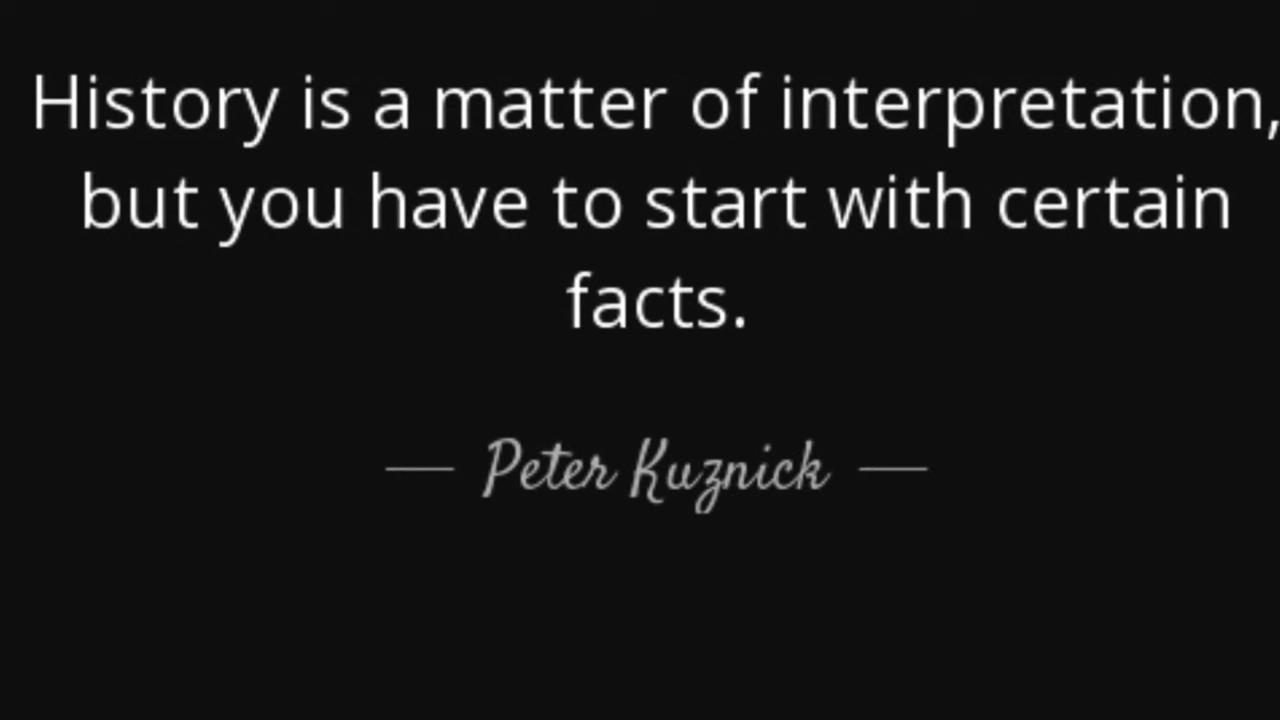 History is a matter of interpretation,
but you have to start with certain
facts.
— Peter Kuznick —